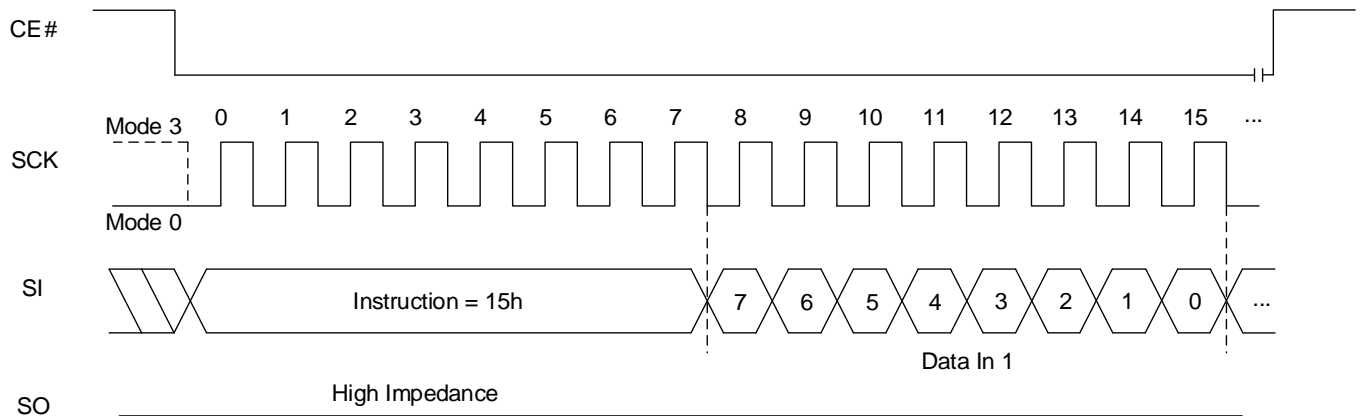 CE#
Mode 3 0 1 2 3 4 5 6 7 8 9 10 11 12 13 14 15 ...
SCK
Mode 0
SI Instruction = 15h 7 6 5 4 3 2 1 0 ...
Data In 1
High Impedance
SO